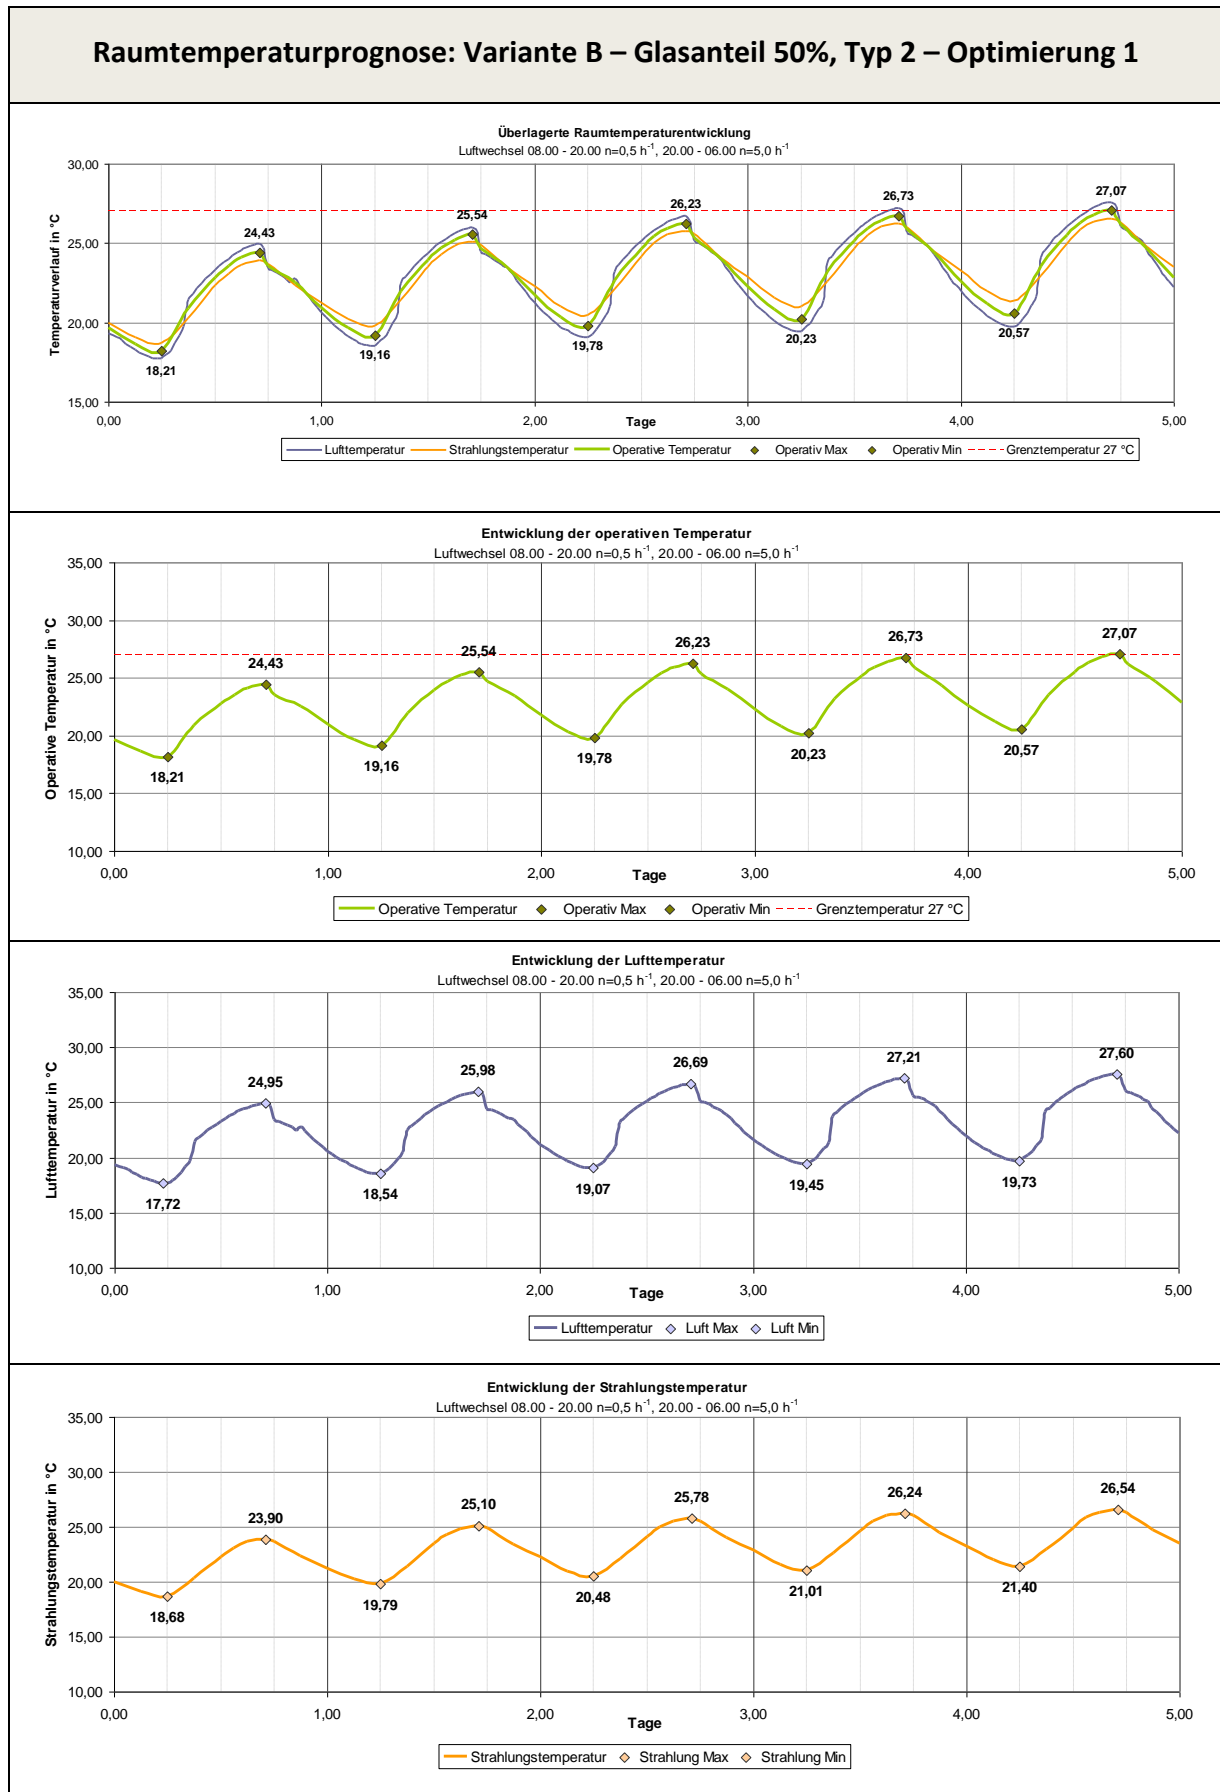 Raumtemperaturprognose: Variante B – Glasanteil 50%, Typ 2 – Optimierung 1
Überlagerte Raumtemperaturentwicklung
Luftwechsel 08.00 - 20.00 n=0,5 h⁻¹, 20.00 - 06.00 n=5,0 h⁻¹
Temperaturverlauf in °C
30,00
25,00
20,00
15,00
24,43
25,54
26,23
26,73
27,07
18,21
19,16
19,78
20,23
20,57
0,00
1,00
2,00
3,00
4,00
5,00
Tage
Lufttemperatur
Strahlungstemperatur
Operative Temperatur
Operativ Max
Operativ Min
Grenztemperatur 27 °C
Entwicklung der operativen Temperatur
Luftwechsel 08.00 - 20.00 n=0,5 h⁻¹, 20.00 - 06.00 n=5,0 h⁻¹
Operative Temperatur in °C
35,00
30,00
25,00
20,00
15,00
10,00
24,43
25,54
26,23
26,73
27,07
18,21
19,16
19,78
20,23
20,57
0,00
1,00
2,00
3,00
4,00
5,00
Tage
Operative Temperatur
Operativ Max
Operativ Min
Grenztemperatur 27 °C
Entwicklung der Lufttemperatur
Luftwechsel 08.00 - 20.00 n=0,5 h⁻¹, 20.00 - 06.00 n=5,0 h⁻¹
Lufttemperatur in °C
35,00
30,00
25,00
20,00
15,00
10,00
24,95
25,98
26,69
27,21
27,60
17,72
18,54
19,07
19,45
19,73
0,00
1,00
2,00
3,00
4,00
5,00
Tage
Lufttemperatur
Luft Max
Luft Min
Entwicklung der Strahlungstemperatur
Luftwechsel 08.00 - 20.00 n=0,5 h⁻¹, 20.00 - 06.00 n=5,0 h⁻¹
Strahlungstemperatur in °C
35,00
30,00
25,00
20,00
15,00
10,00
23,90
25,10
25,78
26,24
26,54
18,68
19,79
20,48
21,01
21,40
0,00
1,00
2,00
3,00
4,00
5,00
Tage
Strahlungstemperatur
Strahlung Max
Strahlung Min